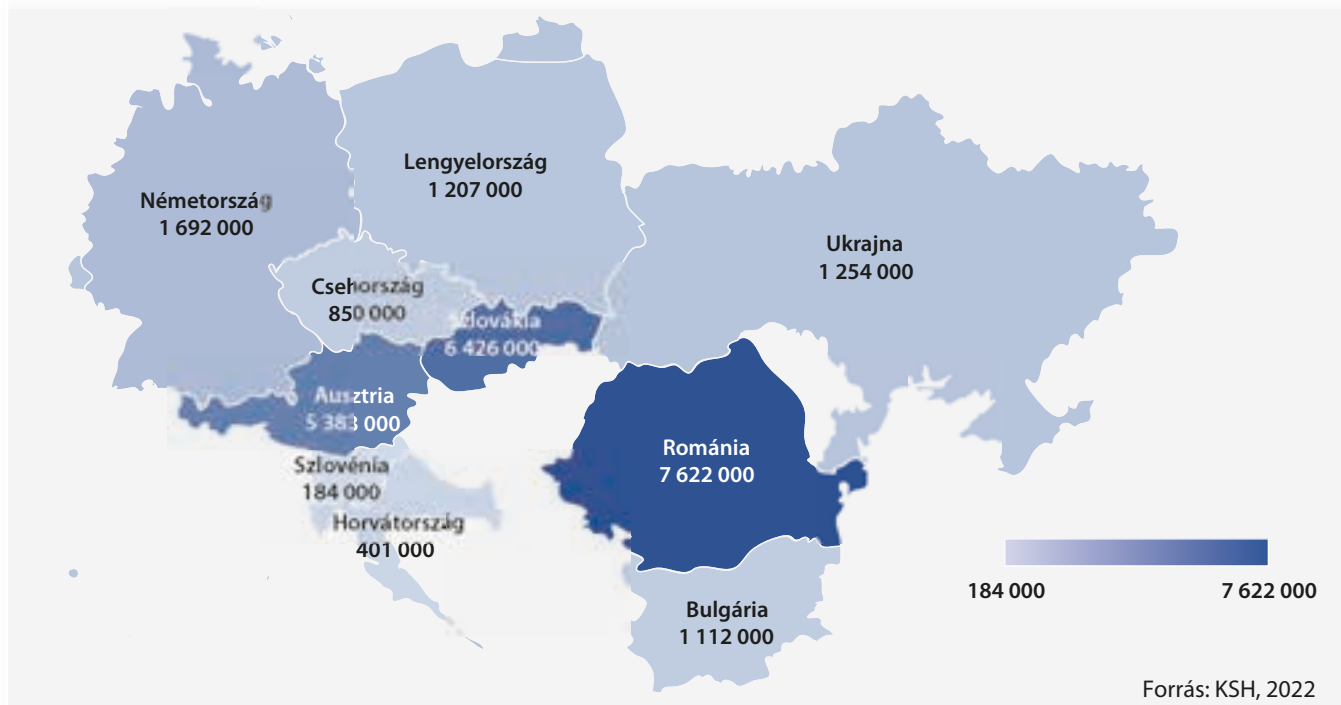 Lengyelország
1 207 000
Németország
1 692 000
Ukrajna
1 254 000
Csehország
850 000
Szlovákia
6 426 000
Ausztria
5 383 000
Románia
7 622 000
Szlovénia
184 000
Horvátország
401 000
184 000
7 622 000
Bulgária
1 112 000
Forrás: KSH, 2022